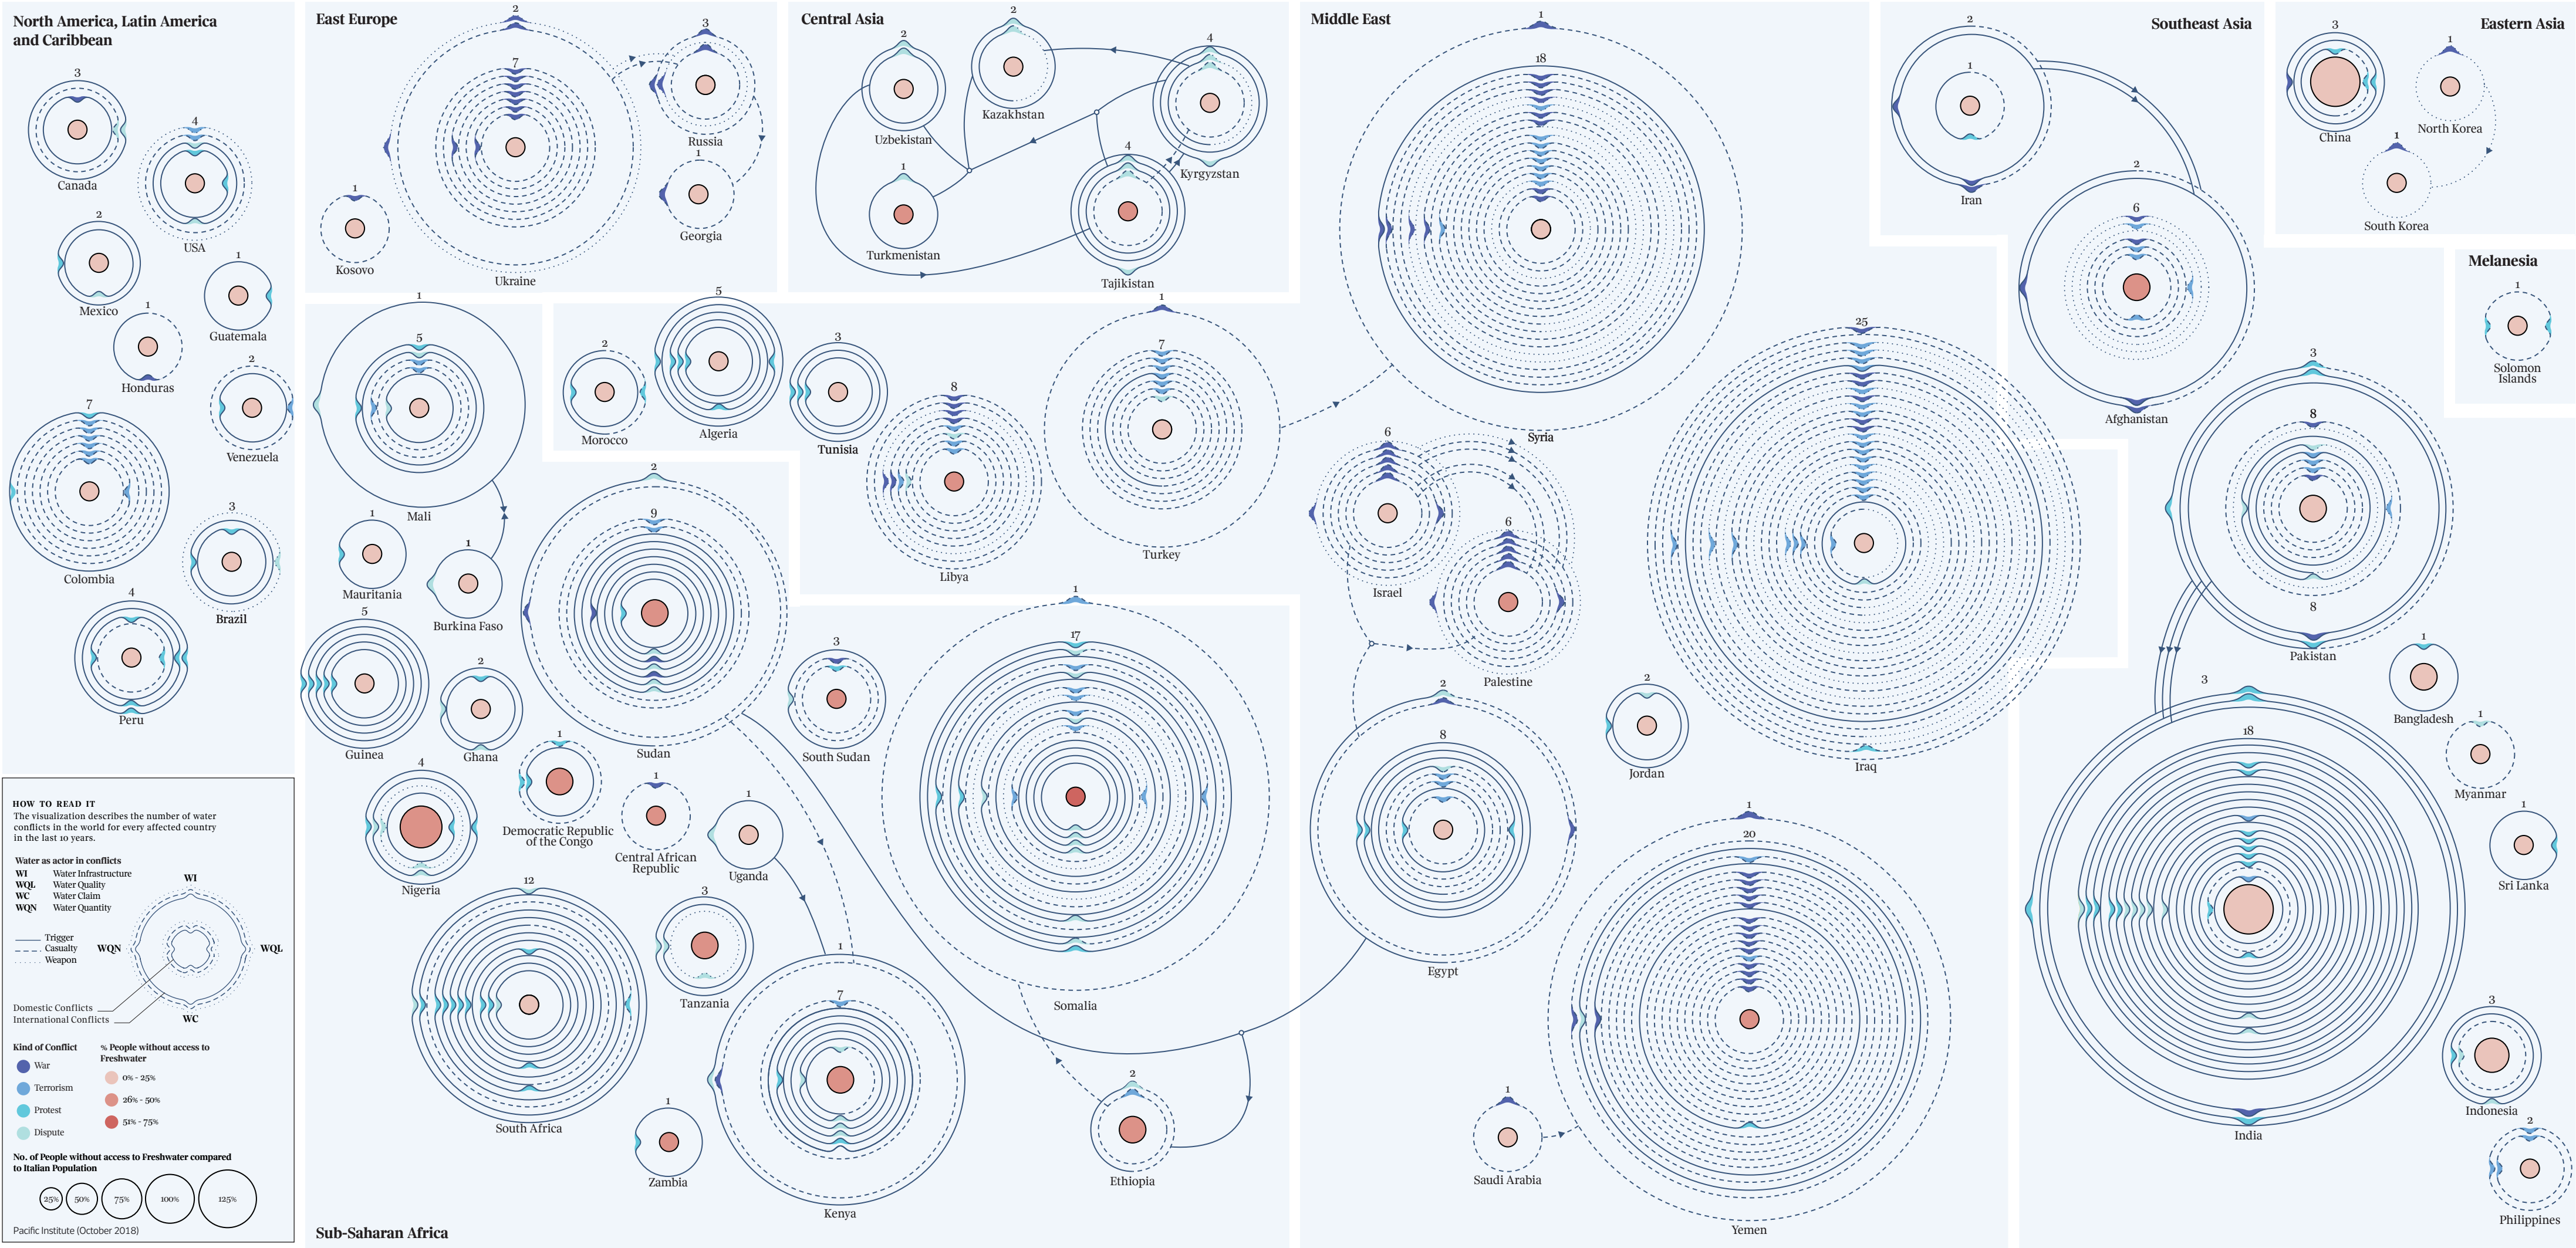 North America, Latin America
and Caribbean
3
Canada
4
USA
2
Mexico
1
Guatemala
1
Honduras
2
Venezuela
7
Colombia
3
Brazil
4
Peru
East Europe
2
7
Ukraine
3
Russia
1
Georgia
1
Kosovo
Central Asia
2
Uzbekistan
2
Kazakhstan
4
Kyrgyzstan
1
Turkmenistan
4
Tajikistan
Middle East
1
18
Syria
5
Algeria
2
Morocco
3
Tunisia
8
Libya
1
7
Turkey
6
Israel
6
Palestine
25
Iraq
2
Jordan
2
8
Egypt
1
20
Yemen
1
Saudi Arabia
Southeast Asia
2
1
Iran
2
6
Afghanistan
3
8
8
Pakistan
1
Bangladesh
1
Myanmar
1
Sri Lanka
3
18
India
3
Indonesia
2
Philippines
Eastern Asia
3
China
1
North Korea
1
South Korea
Melanesia
1
Solomon
Islands
1
5
Mali
1
Mauritania
1
Burkina Faso
2
9
Sudan
5
Guinea
2
Ghana
3
South Sudan
4
Nigeria
1
Democratic Republic
of the Congo
1
Central African
Republic
1
Uganda
1
17
Somalia
12
South Africa
3
Tanzania
1
7
Kenya
1
Zambia
2
Ethiopia
Sub-Saharan Africa
HOW TO READ IT
The visualization describes the number of water
conflicts in the world for every affected country
in the last 10 years.
Water as actor in conflicts
WI Water Infrastructure
WQL Water Quality
WC Water Claim
WQN Water Quantity
WI
WQN
WQL
WC
Trigger
Casualty
Weapon
Domestic Conflicts
International Conflicts
Kind of Conflict
War
Terrorism
Protest
Dispute
% People without access to
Freshwater
0% - 25%
26% - 50%
51% - 75%
No. of People without access to Freshwater compared
to Italian Population
25% 50% 75% 100% 125%
Pacific Institute (October 2018)